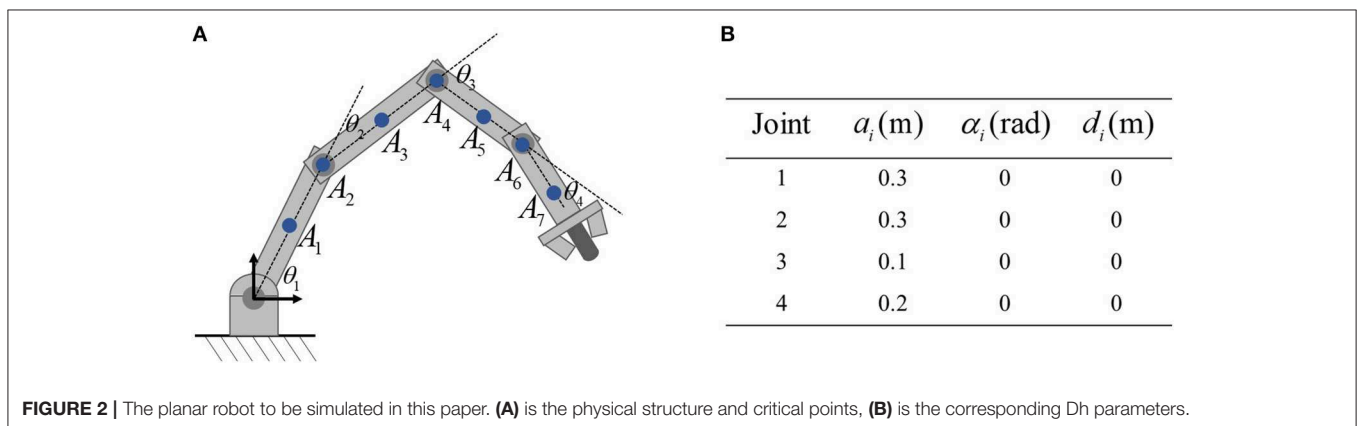 A
θ₁
θ₂
θ₃
θ₄
A₁
A₂
A₃
A₄
A₅
A₆
A₇
B
Joint aᵢ(m) αᵢ(rad) dᵢ(m)
1 0.3 0 0
2 0.3 0 0
3 0.1 0 0
4 0.2 0 0
FIGURE 2 | The planar robot to be simulated in this paper. (A) is the physical structure and critical points, (B) is the corresponding Dh parameters.